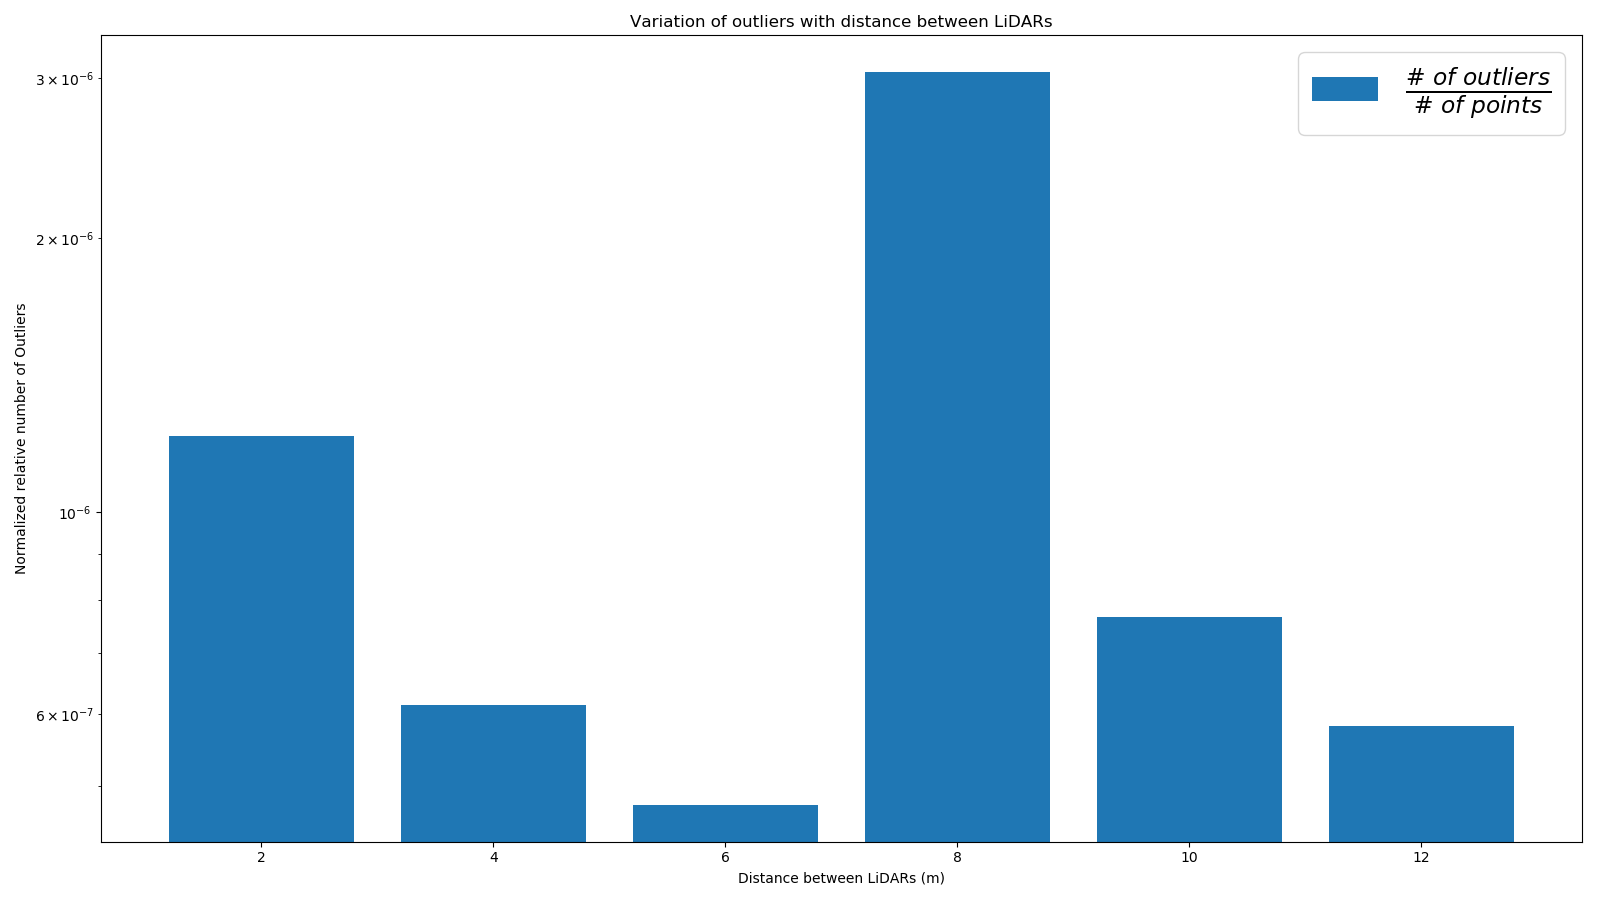 Variation of outliers with distance between LiDARs
# of outliers
# of points
3 × 10⁻⁶
2 × 10⁻⁶
10⁻⁶
6 × 10⁻⁷
Normalized relative number of Outliers
2 4 6 8 10 12
Distance between LiDARs (m)